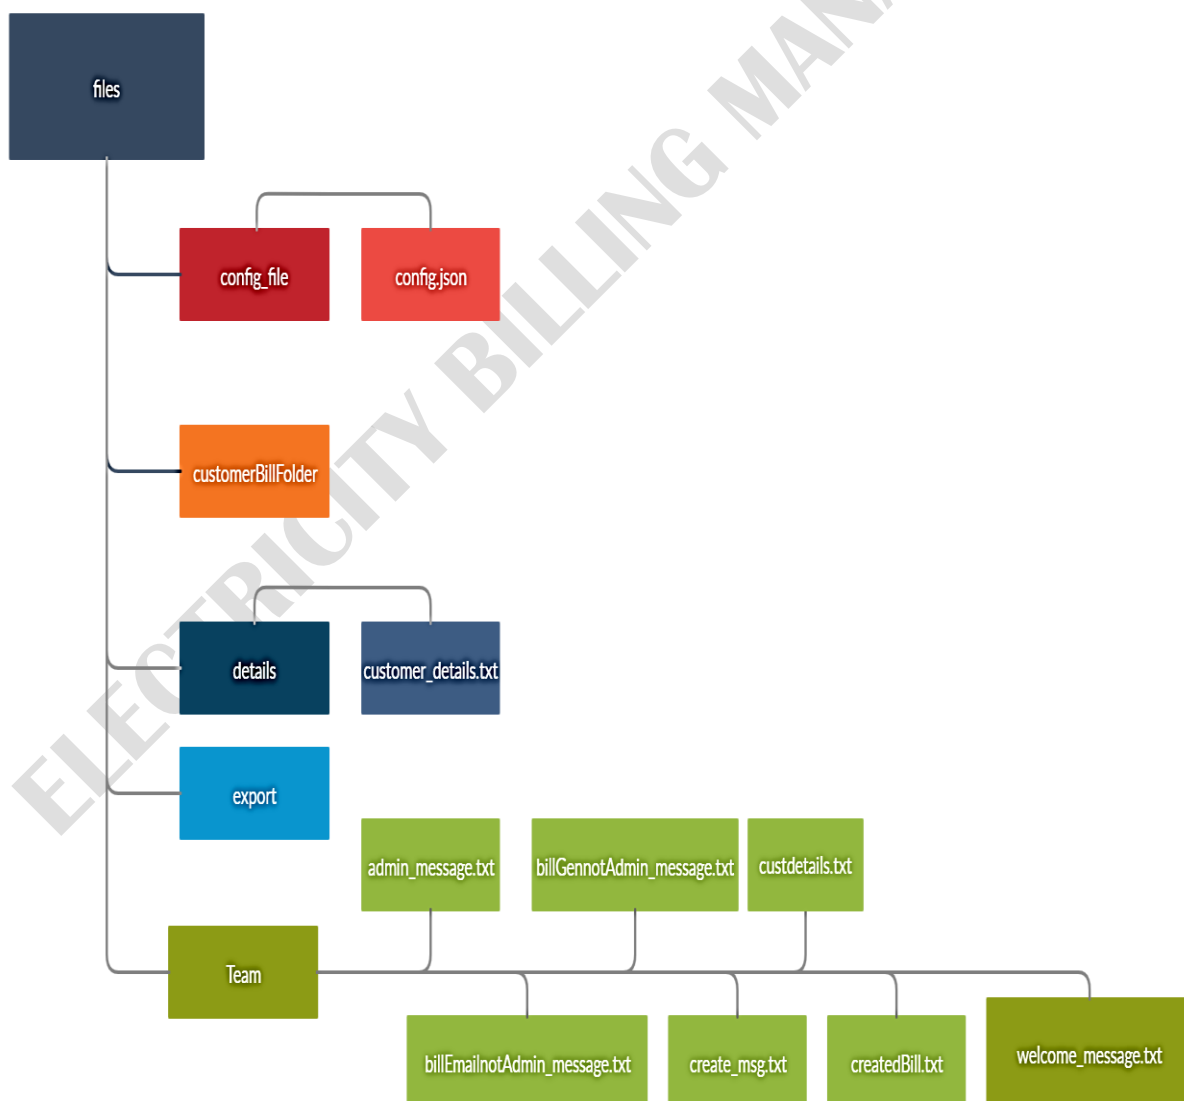 files
config_file
config.json
customerBillFolder
details
customer_details.txt
export
admin_message.txt
billGennotAdmin_message.txt
custdetails.txt
Team
billEmailnotAdmin_message.txt
create_msg.txt
createdBill.txt
welcome_message.txt
ELECTRICITY BILLING